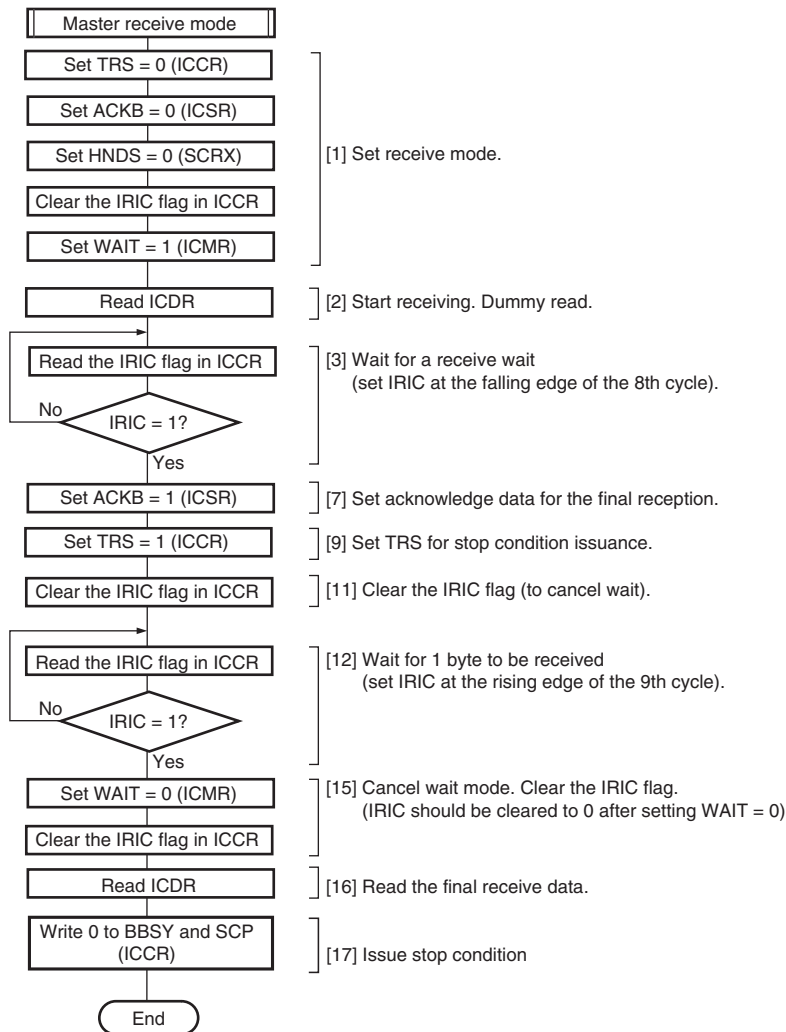 Master receive mode
Set TRS = 0 (ICCR)
Set ACKB = 0 (ICSR)
Set HNDS = 0 (SCRX)
[1] Set receive mode.
Clear the IRIC flag in ICCR
Set WAIT = 1 (ICMR)
Read ICDR
[2] Start receiving. Dummy read.
Read the IRIC flag in ICCR
[3] Wait for a receive wait
(set IRIC at the falling edge of the 8th cycle).
No
IRIC = 1?
Yes
Set ACKB = 1 (ICSR)
[7] Set acknowledge data for the final reception.
Set TRS = 1 (ICCR)
[9] Set TRS for stop condition issuance.
Clear the IRIC flag in ICCR
[11] Clear the IRIC flag (to cancel wait).
Read the IRIC flag in ICCR
[12] Wait for 1 byte to be received
(set IRIC at the rising edge of the 9th cycle).
No
IRIC = 1?
Yes
Set WAIT = 0 (ICMR)
[15] Cancel wait mode. Clear the IRIC flag.
(IRIC should be cleared to 0 after setting WAIT = 0)
Clear the IRIC flag in ICCR
Read ICDR
[16] Read the final receive data.
Write 0 to BBSY and SCP
(ICCR)
[17] Issue stop condition
End